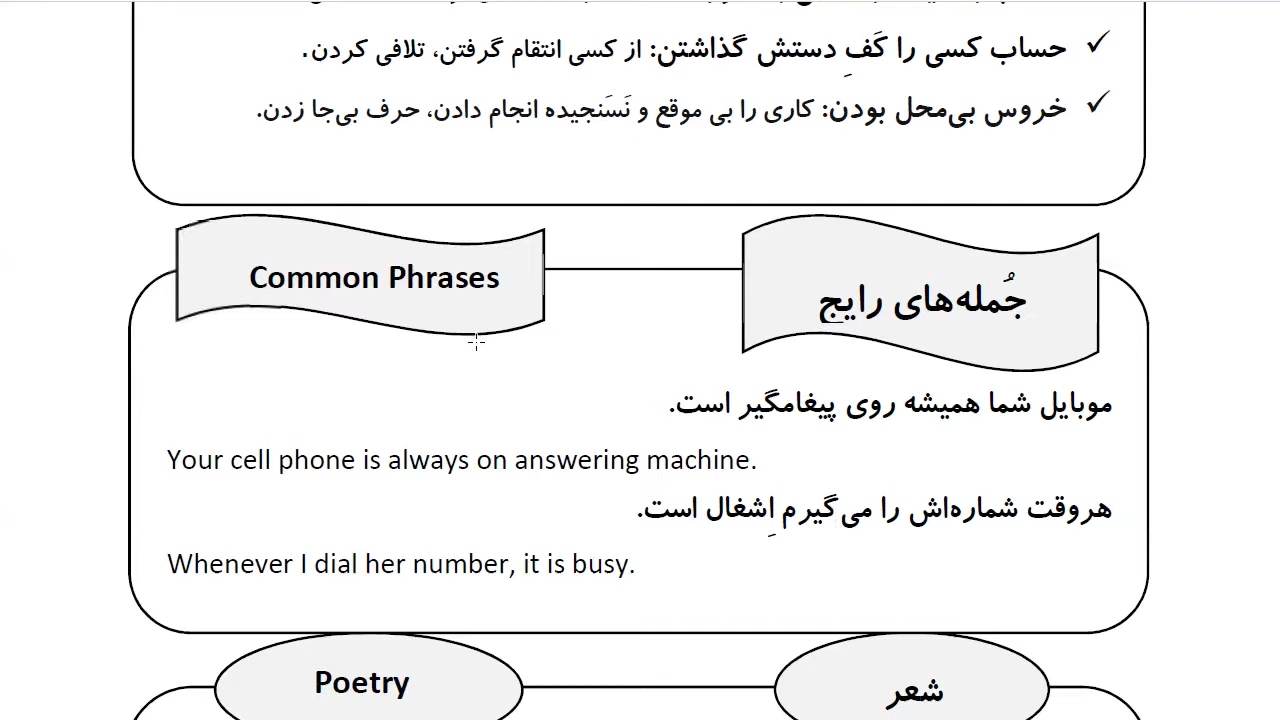 ✓ حساب کسی را کَفِ دستش گذاشتن: از کسی انتقام گرفتن، تلافی کردن.
✓ خروس بی‌محل بودن: کاری را بی موقع و نَسَنجیده انجام دادن، حرف بی‌جا زدن.
Common Phrases
جُمله‌های رایج
موبایل شما همیشه روی پیغامگیر است.
Your cell phone is always on answering machine.
هروقت شماره‌اش را می‌گیرم اِشغال است.
Whenever I dial her number, it is busy.
Poetry
شعر